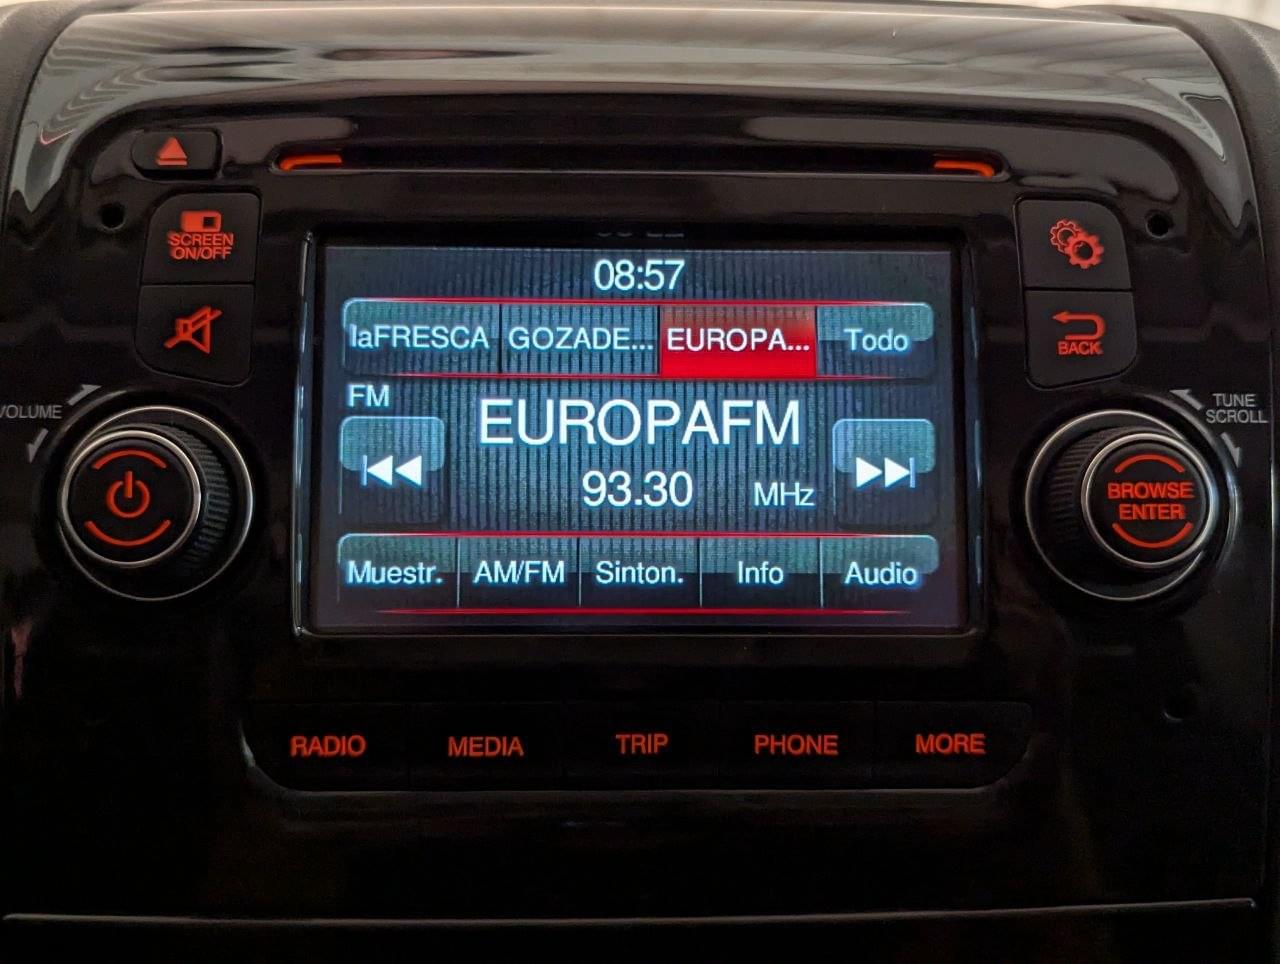 SCREEN
ON/OFF
VOLUME
08:57
laFRESCA GOZADE... EUROPA... Todo
FM
EUROPAFM
93.30 MHz
Muestr. AM/FM Sinton. Info Audio
BACK
TUNE
SCROLL
BROWSE
ENTER
RADIO MEDIA TRIP PHONE MORE